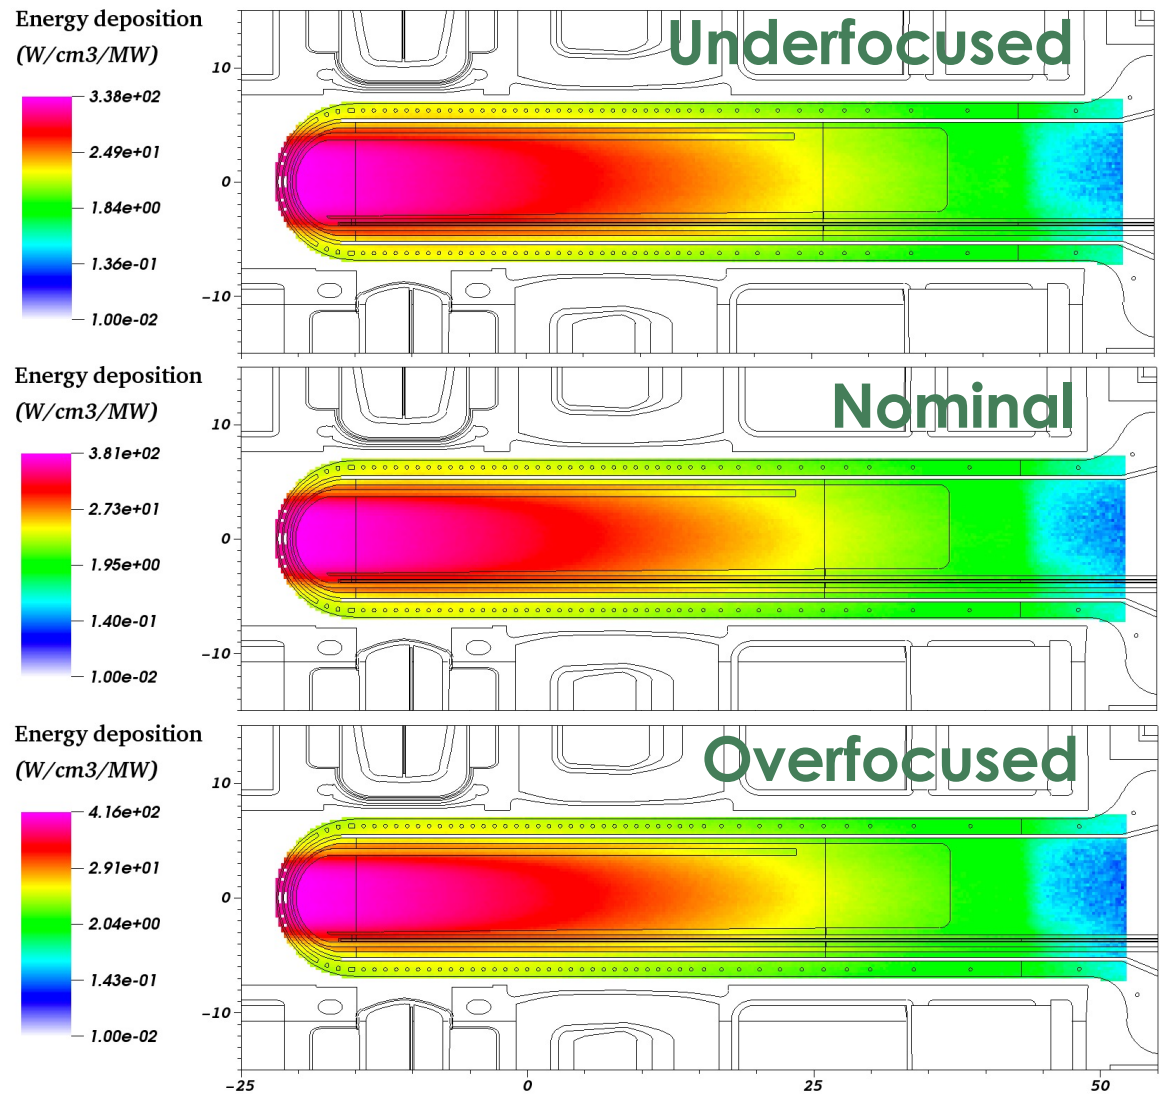 Energy deposition
(W/cm3/MW)
3.38e+02
2.49e+01
1.84e+00
1.36e-01
1.00e-02
Underfocused
10
0
−10
Energy deposition
(W/cm3/MW)
3.81e+02
2.73e+01
1.95e+00
1.40e-01
1.00e-02
Nominal
10
0
−10
Energy deposition
(W/cm3/MW)
4.16e+02
2.91e+01
2.04e+00
1.43e-01
1.00e-02
Overfocused
10
0
−10
−25 0 25 50